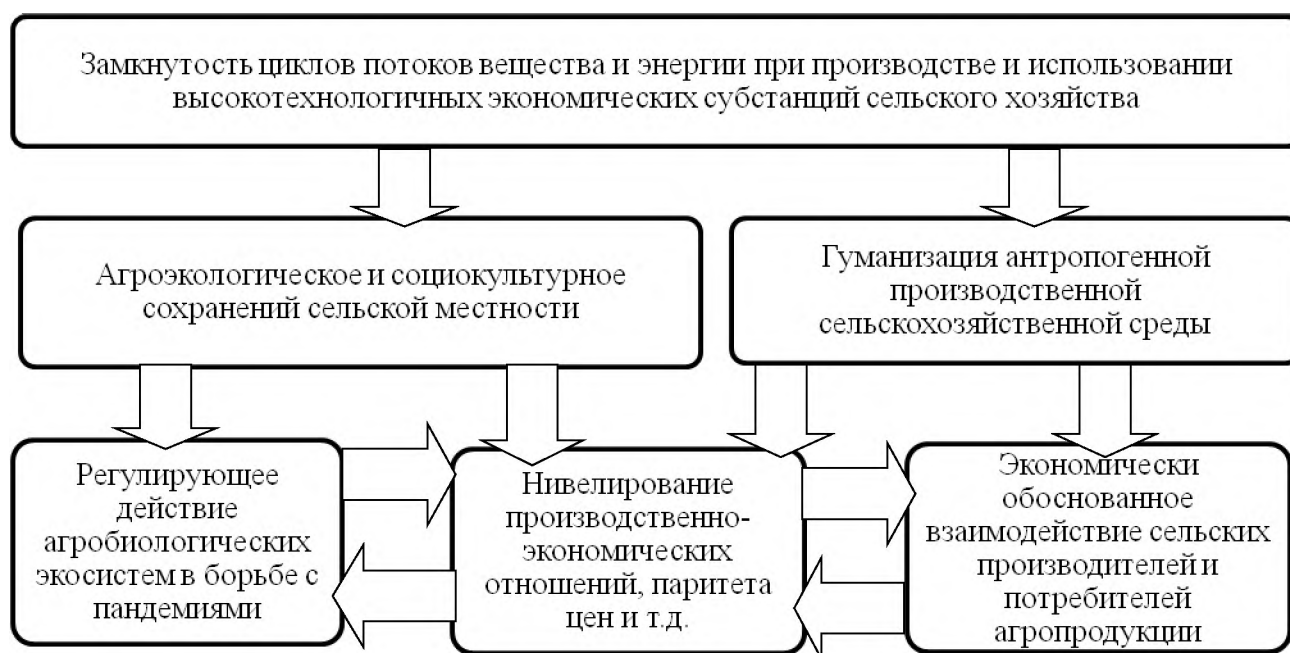 Замкнутость циклов потоков вещества и энергии при производстве и использовании
высокотехнологичных экономических субстанций сельского хозяйства
Агроэкологическое и социокультурное
сохранений сельской местности
Гуманизация антропогенной
производственной
сельскохозяйственной среды
Регулирующее
действие
агробиологических
экосистем в борьбе с
пандемиями
Нивелирование
производственно-
экономических
отношений, паритета
цен и т.д.
Экономически
обоснованное
взаимодействие сельских
производителей и
потребителей
агропродукции